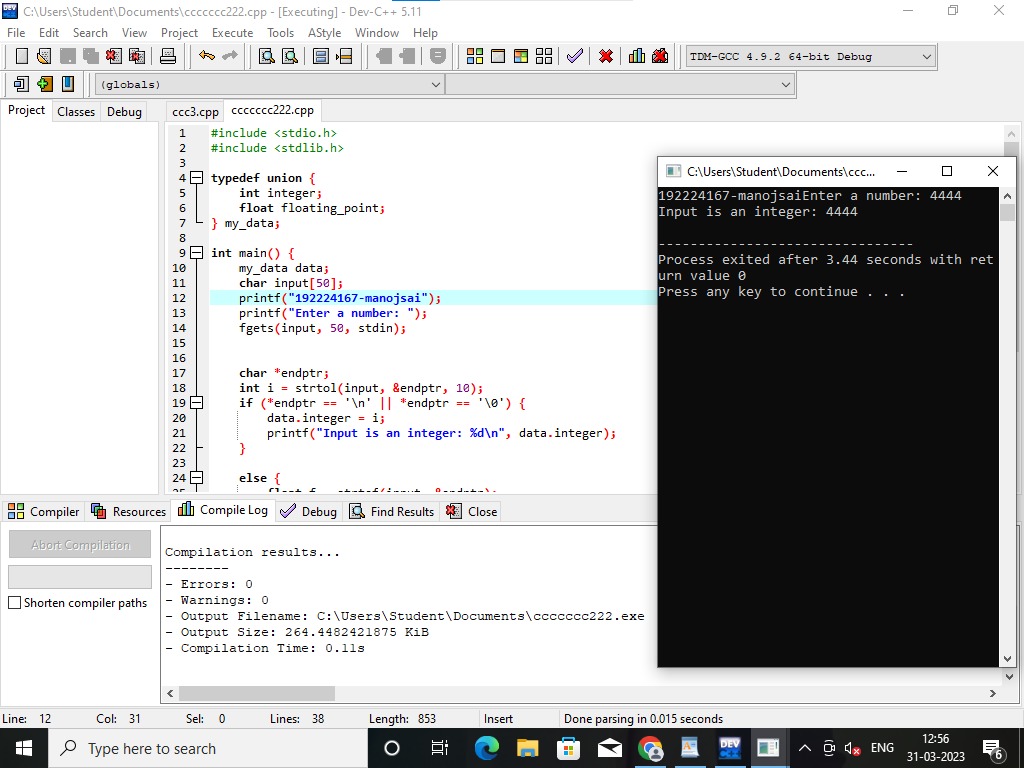 C:\Users\Student\Documents\ccccccc222.cpp - [Executing] - Dev-C++ 5.11
File Edit Search View Project Execute Tools AStyle Window Help
TDM-GCC 4.9.2 64-bit Debug
(globals)
Project Classes Debug
ccc3.cpp ccccccc222.cpp
1 #include <stdio.h>
2 #include <stdlib.h>
3
4 typedef union {
5 int integer;
6 float floating_point;
7 } my_data;
8
9 int main() {
10 my_data data;
11 char input[50];
12 printf("192224167-manojsai");
13 printf("Enter a number: ");
14 fgets(input, 50, stdin);
15
16
17 char *endptr;
18 int i = strtol(input, &endptr, 10);
19 if (*endptr == '\n' || *endptr == '\0') {
20 data.integer = i;
21 printf("Input is an integer: %d\n", data.integer);
22 }
23
24 else {
C:\Users\Student\Documents\ccc...
192224167-manojsaiEnter a number: 4444
Input is an integer: 4444
--------------------------------
Process exited after 3.44 seconds with ret
urn value 0
Press any key to continue . . .
Compiler Resources Compile Log Debug Find Results Close
Abort Compilation
Shorten compiler paths
Compilation results...
--------
- Errors: 0
- Warnings: 0
- Output Filename: C:\Users\Student\Documents\ccccccc222.exe
- Output Size: 264.4482421875 KiB
- Compilation Time: 0.11s
Line: 12 Col: 31 Sel: 0 Lines: 38 Length: 853 Insert Done parsing in 0.015 seconds
Type here to search
DEV
ENG
12:56
31-03-2023
6